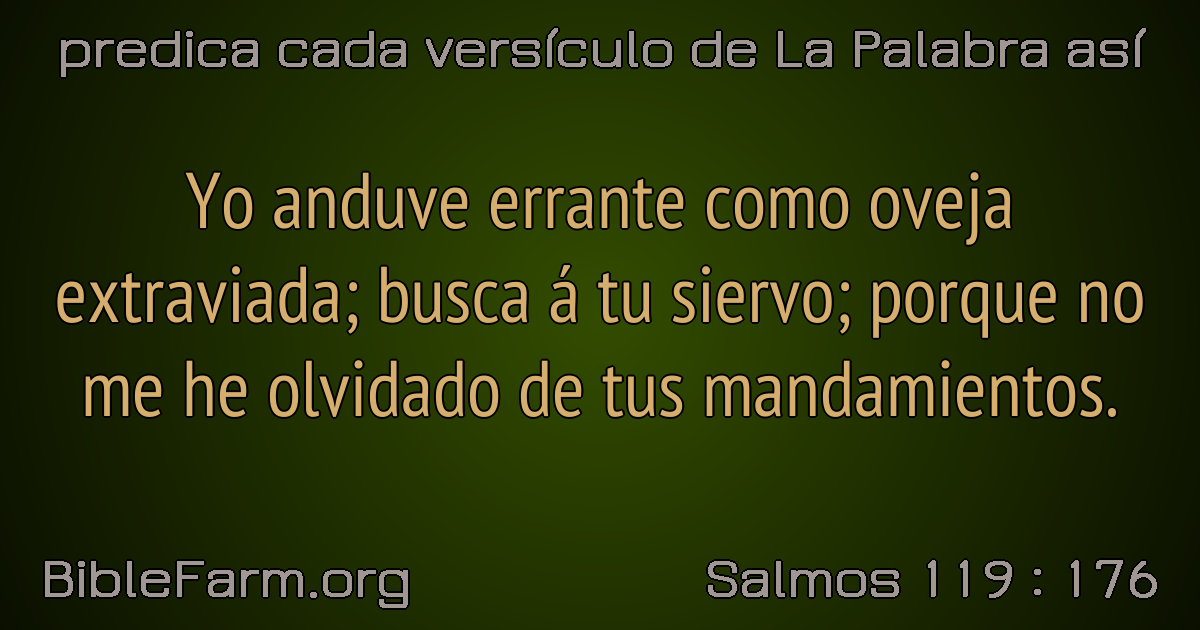 predica cada versículo de La Palabra así
Yo anduve errante como oveja
extraviada; busca á tu siervo; porque no
me he olvidado de tus mandamientos.
BibleFarm.org
Salmos 119 : 176